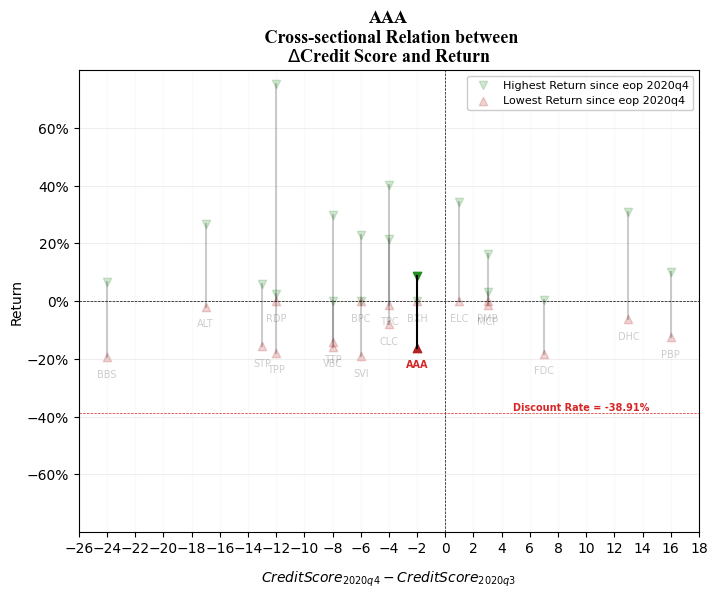 AAA
Cross-sectional Relation between
ΔCredit Score and Return
Highest Return since eop 2020q4
Lowest Return since eop 2020q4
60%
40%
20%
0%
−20%
−40%
−60%
Return
RDP
BPC
TRC
BZH
ELC
MCP
ALT
DHC
CLC
STP
TTP
VBC
TPP
BBS
SVI
AAA
FDC
PBP
Discount Rate = -38.91%
−26 −24 −22 −20 −18 −16 −14 −12 −10 −8 −6 −4 −2 0 2 4 6 8 10 12 14 16 18
CreditScore2020q4 − CreditScore2020q3